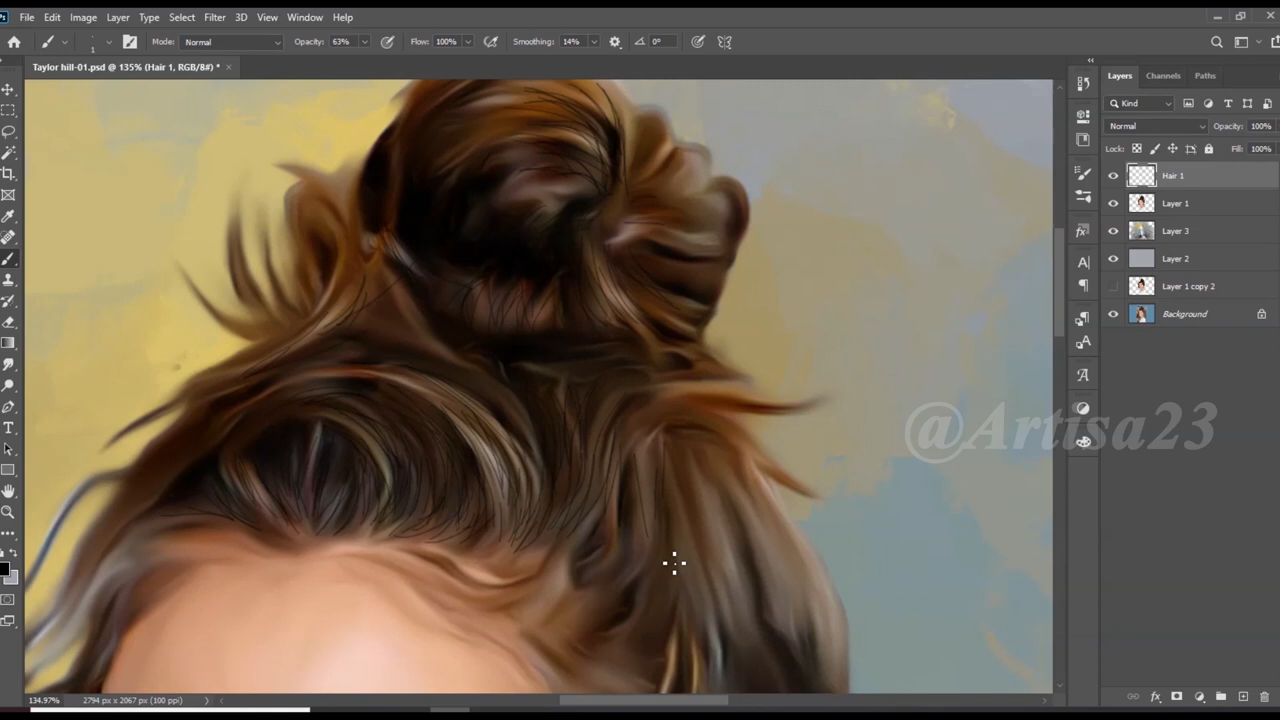 Ps File Edit Image Layer Type Select Filter 3D View Window Help
1 Mode: Normal Opacity: 63% Flow: 100% Smoothing: 14% 0°
Taylor hill-01.psd @ 135% (Hair 1, RGB/8#) * ×
Layers Channels Paths
Kind
Normal Opacity: 100%
Lock: Fill: 100%
Hair 1
Layer 1
Layer 3
Layer 2
Layer 1 copy 2
Background
@Artisa23
134.97% 2794 px x 2067 px (100 ppi)